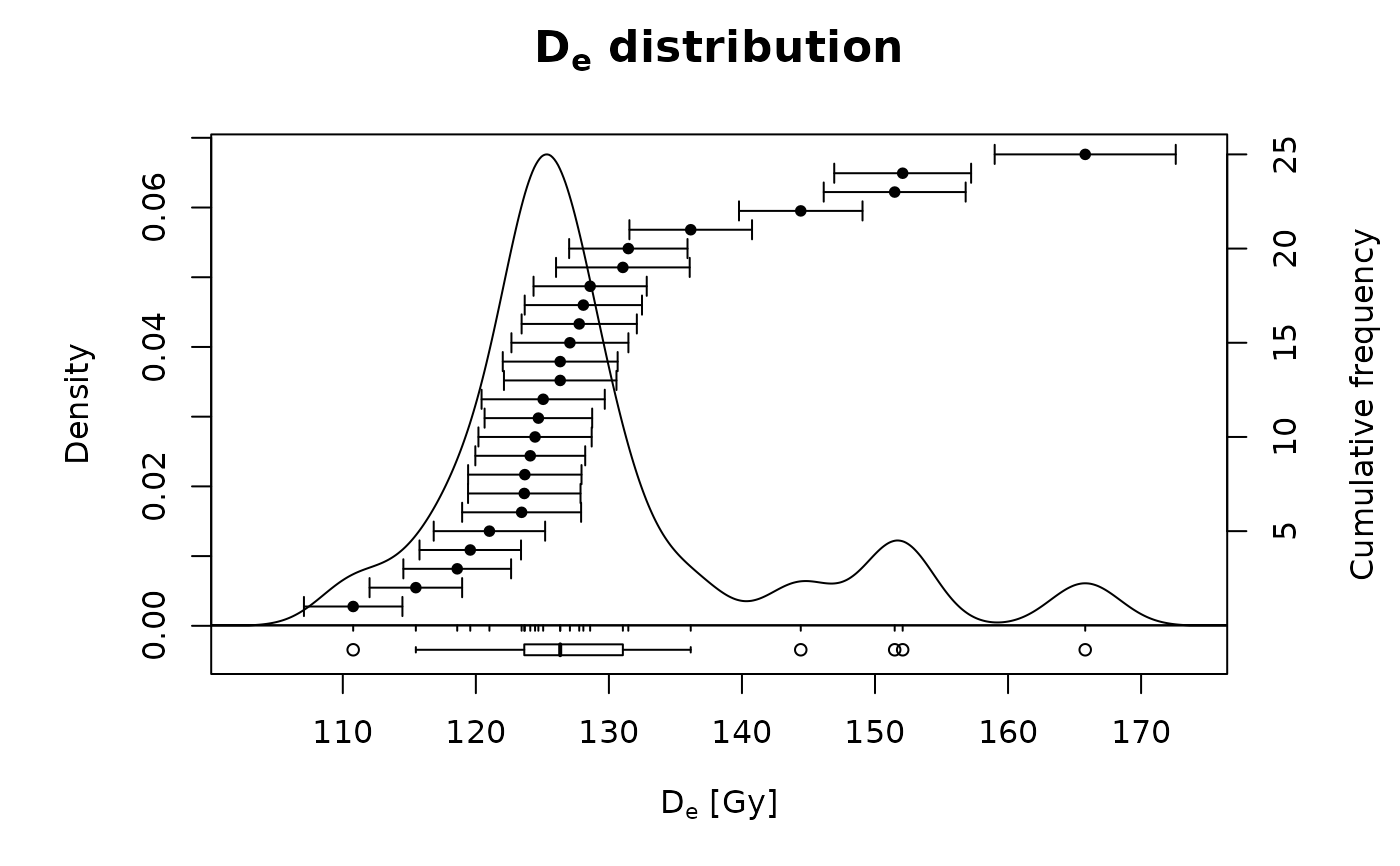 De distribution
Density
0.00 0.02 0.04 0.06
5 10 15 20 25
Cumulative frequency
110 120 130 140 150 160 170
De [Gy]